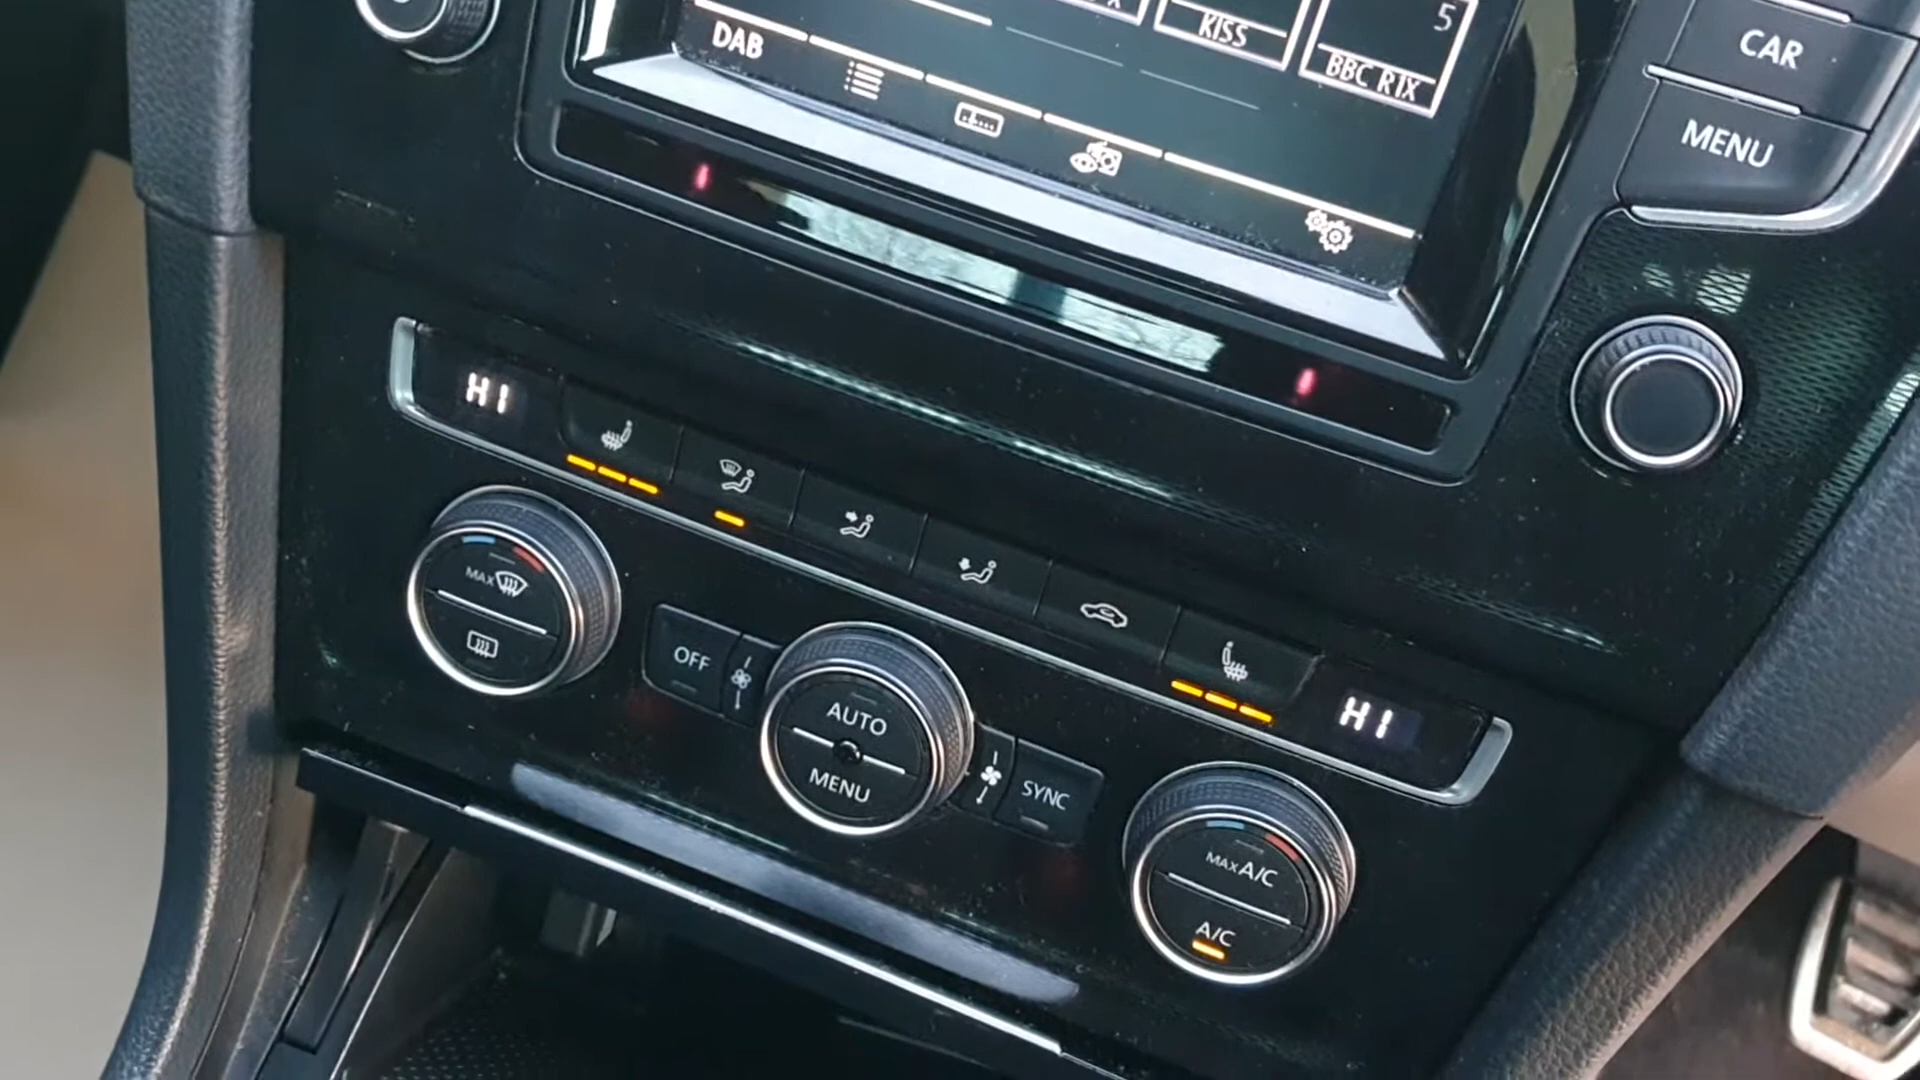 5
KISS
BBC R1X
DAB
CAR
MENU
HI
MAX
OFF
AUTO
MENU
SYNC
HI
MAX A/C
A/C